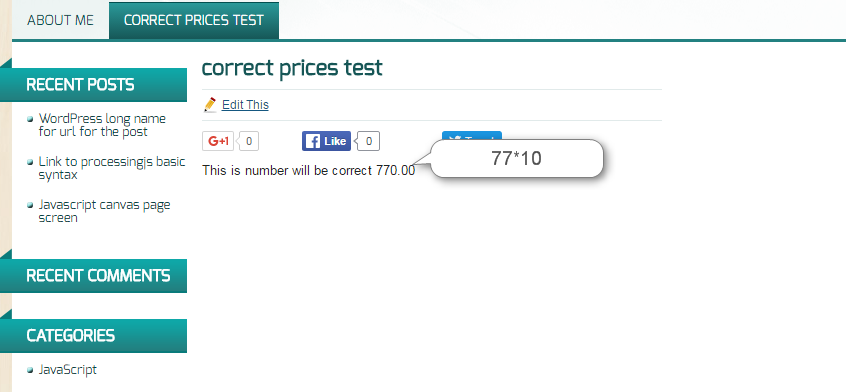 ABOUT ME
CORRECT PRICES TEST
RECENT POSTS
WordPress long name
for url for the post
Link to processingjs basic
syntax
Javascript canvas page
screen
RECENT COMMENTS
CATEGORIES
JavaScript
correct prices test
Edit This
G+1 0
Like 0
This is number will be correct 770.00
77*10